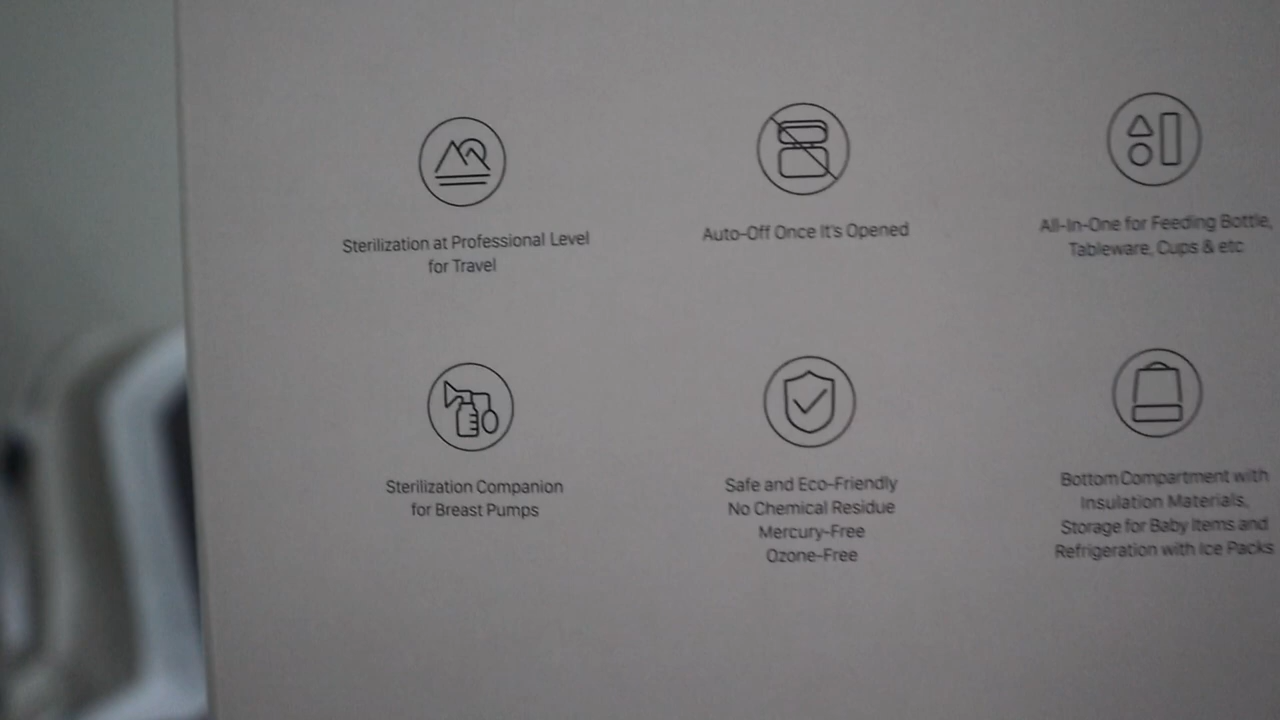 Sterilization at Professional Level
for Travel
Auto-Off Once It's Opened
All-In-One for Feeding Bottle,
Tableware, Cups & etc
Sterilization Companion
for Breast Pumps
Safe and Eco-Friendly
No Chemical Residue
Mercury-Free
Ozone-Free
Bottom Compartment with
Insulation Materials,
Storage for Baby Items and
Refrigeration with Ice Packs